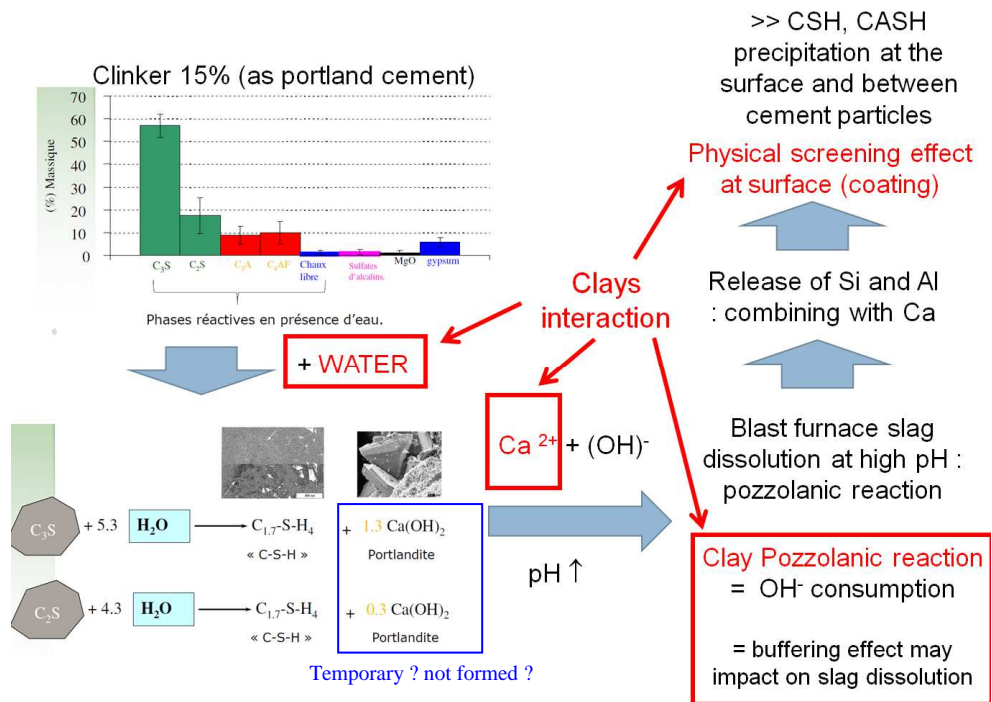 >> CSH, CASH
precipitation at the
surface and between
cement particles
Physical screening effect
at surface (coating)
Clinker 15% (as portland cement)
(%) Massique
70
60
50
40
30
20
10
0
C3S
C2S
C3A
C4AF
Chaux
libre
Sulfates
d'alcalins.
MgO
gypsum
Phases réactives en présence d'eau.
6
+ WATER
Clays
interaction
Release of Si and Al
: combining with Ca
Ca 2+ + (OH)-
Blast furnace slag
dissolution at high pH :
pozzolanic reaction
C3S + 5.3 H2O C1.7-S-H4 + 1.3 Ca(OH)2
« C-S-H » Portlandite
pH ↑
C2S + 4.3 H2O C1.7-S-H4 + 0.3 Ca(OH)2
« C-S-H » Portlandite
Temporary ? not formed ?
Clay Pozzolanic reaction
= OH- consumption
= buffering effect may
impact on slag dissolution